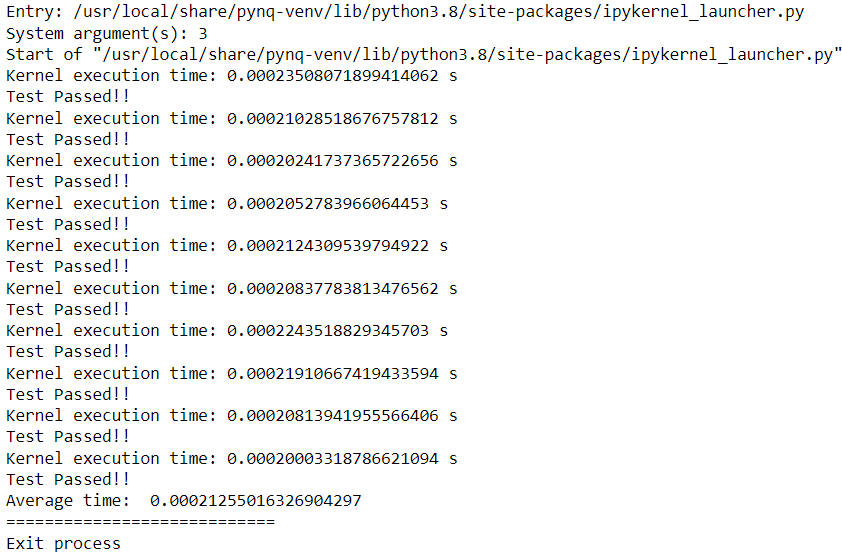 Entry: /usr/local/share/pynq-venv/lib/python3.8/site-packages/ipykernel_launcher.py
System argument(s): 3
Start of "/usr/local/share/pynq-venv/lib/python3.8/site-packages/ipykernel_launcher.py"
Kernel execution time: 0.00023508071899414062 s
Test Passed!!
Kernel execution time: 0.00021028518676757812 s
Test Passed!!
Kernel execution time: 0.00020241737365722656 s
Test Passed!!
Kernel execution time: 0.0002052783966064453 s
Test Passed!!
Kernel execution time: 0.0002124309539794922 s
Test Passed!!
Kernel execution time: 0.00020837783813476562 s
Test Passed!!
Kernel execution time: 0.0002243518829345703 s
Test Passed!!
Kernel execution time: 0.00021910667419433594 s
Test Passed!!
Kernel execution time: 0.00020813941955566406 s
Test Passed!!
Kernel execution time: 0.00020003318786621094 s
Test Passed!!
Average time:  0.00021255016326904297
============================
Exit process